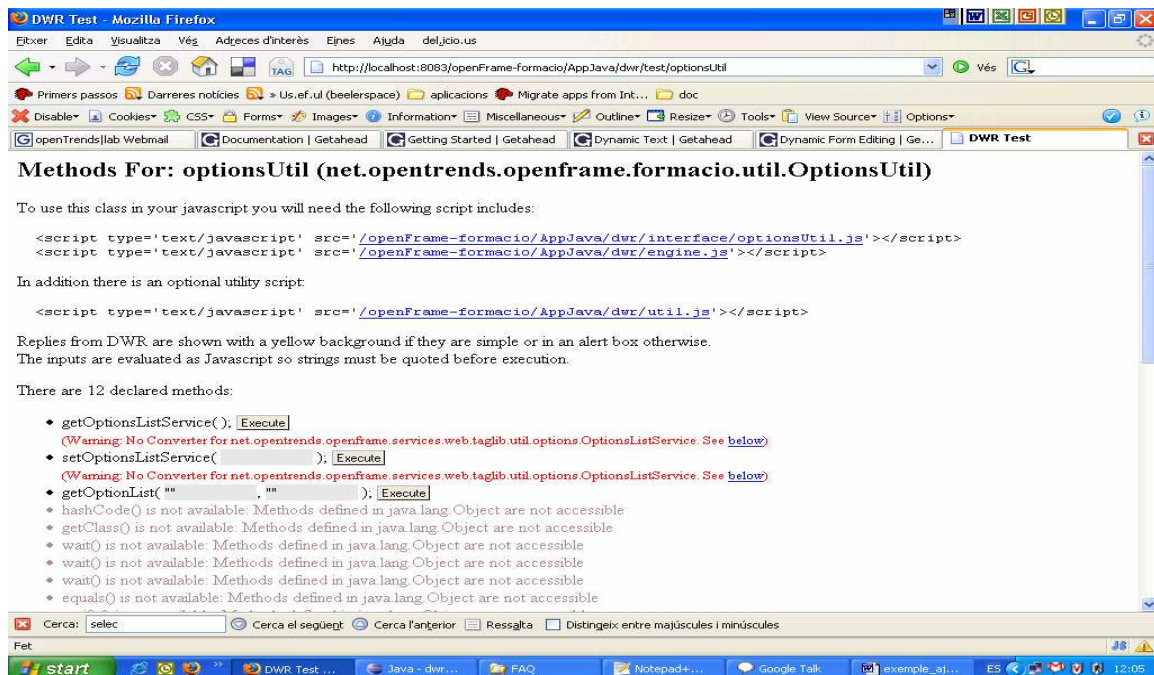 DWR Test - Mozilla Firefox
Fitxer Edita Visualitza Vés Adreces d'interès Eines Ajuda del.icio.us
TAG http://localhost:8083/openFrame-formacio/AppJava/dwr/test/optionsUtil Vés
Primers passos Darreres notícies » Us.ef.ul (beelerspace) aplicacions Migrate apps from Int... doc
Disable Cookies CSS Forms Images Information Miscellaneous Outline Resize Tools View Source Options
openTrends||lab Webmail Documentation | Getahead Getting Started | Getahead Dynamic Text | Getahead Dynamic Form Editing | Ge... DWR Test
Methods For: optionsUtil (net.opentrends.openframe.formacio.util.OptionsUtil)
To use this class in your javascript you will need the following script includes:
<script type='text/javascript' src='/openFrame-formacio/AppJava/dwr/interface/optionsUtil.js'></script>
<script type='text/javascript' src='/openFrame-formacio/AppJava/dwr/engine.js'></script>
In addition there is an optional utility script:
<script type='text/javascript' src='/openFrame-formacio/AppJava/dwr/util.js'></script>
Replies from DWR are shown with a yellow background if they are simple or in an alert box otherwise.
The inputs are evaluated as Javascript so strings must be quoted before execution.
There are 12 declared methods:
• getOptionsListService( ); Execute
(Warning: No Converter for net.opentrends.openframe.services.web.taglib.util.options.OptionsListService. See below)
• setOptionsListService( ); Execute
(Warning: No Converter for net.opentrends.openframe.services.web.taglib.util.options.OptionsListService. See below)
• getOptionList( "" , "" ); Execute
• hashCode() is not available: Methods defined in java.lang.Object are not accessible
• getClass() is not available: Methods defined in java.lang.Object are not accessible
• wait() is not available: Methods defined in java.lang.Object are not accessible
• wait() is not available: Methods defined in java.lang.Object are not accessible
• wait() is not available: Methods defined in java.lang.Object are not accessible
• equals() is not available: Methods defined in java.lang.Object are not accessible
Cerca: selec Cerca el següent Cerca l'anterior Ressalta Distingeix entre majúscules i minúscules
Fet
start DWR Test ... Java - dwr... FAQ Notepad+... Google Talk exemple_aj... ES 12:05